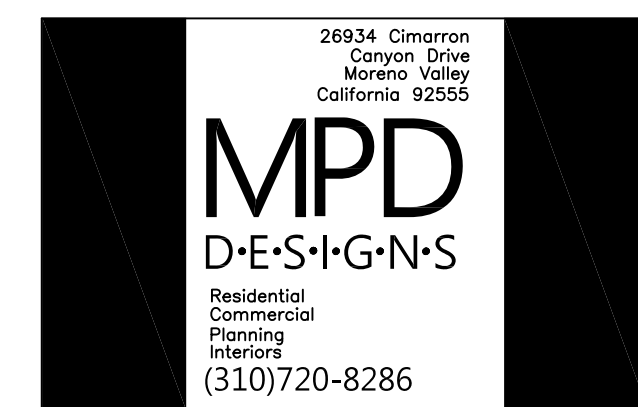 26934 Cimarron
Canyon Drive
Moreno Valley
California 92555
MPD
D•E•S•I•G•N•S
Residential
Commercial
Planning
Interiors
(310)720-8286